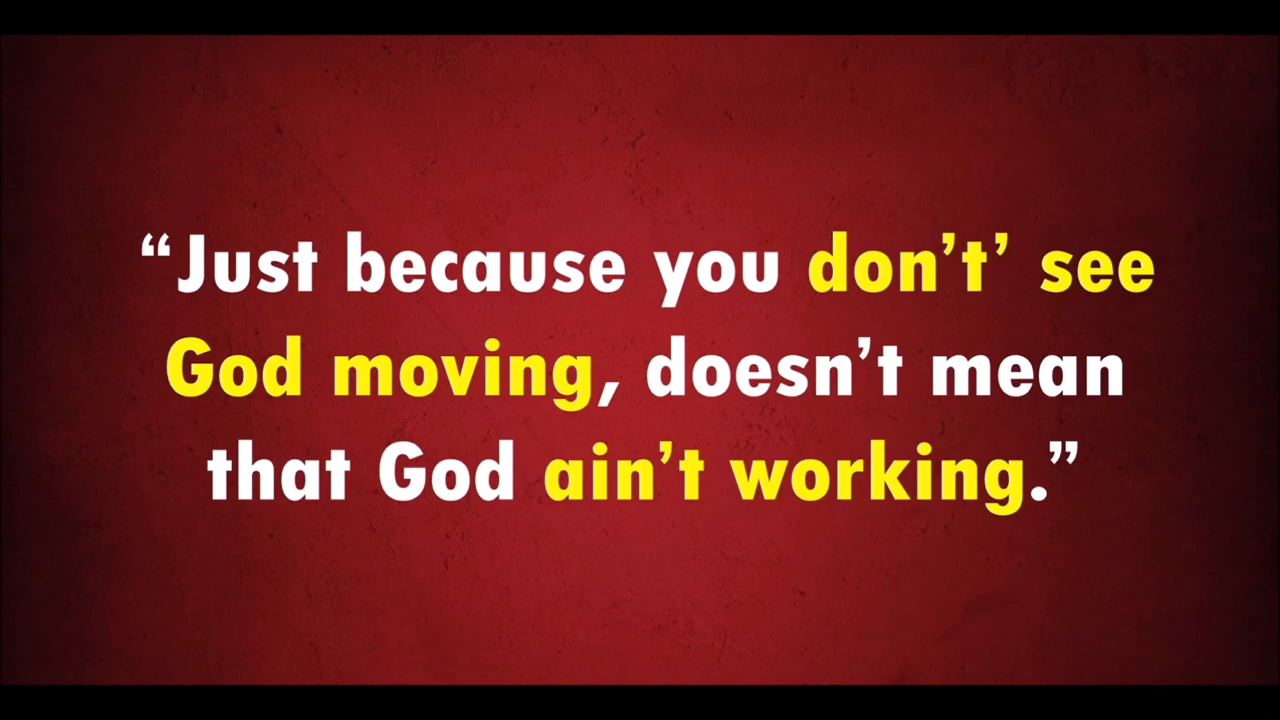 “Just because you don’t’ see
God moving, doesn’t mean
that God ain’t working.”